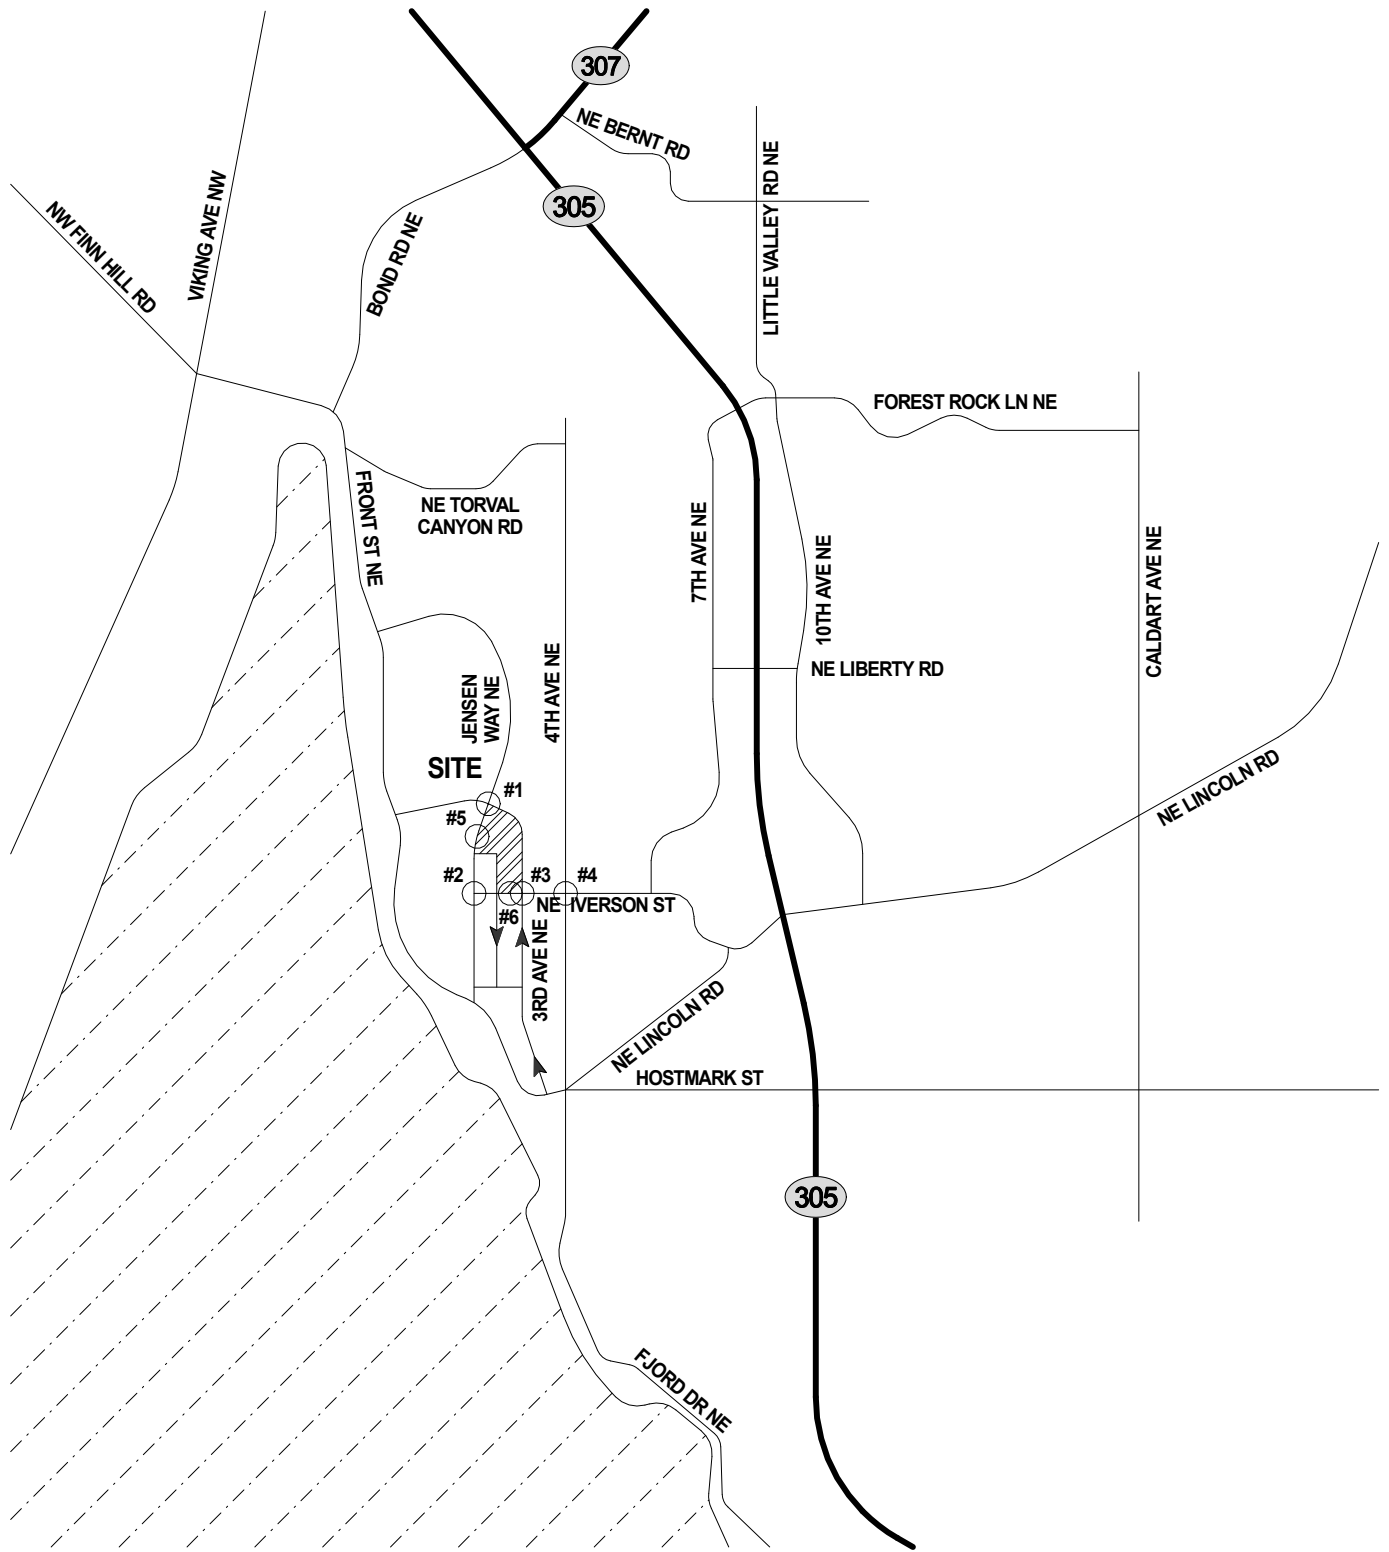 307
NE BERNT RD
LITTLE VALLEY RD NE
VIKING AVE NW
NW FINN HILL RD
305
BOND RD NE
FOREST ROCK LN NE
FRONT ST NE
NE TORVAL
CANYON RD
7TH AVE NE
10TH AVE NE
CALDART AVE NE
NE LIBERTY RD
JENSEN
WAY NE
4TH AVE NE
SITE
#1
#5
NE LINCOLN RD
#2
#3
#4
NE IVERSON ST
#6
3RD AVE NE
NE LINCOLN RD
HOSTMARK ST
305
FJORD DR NE